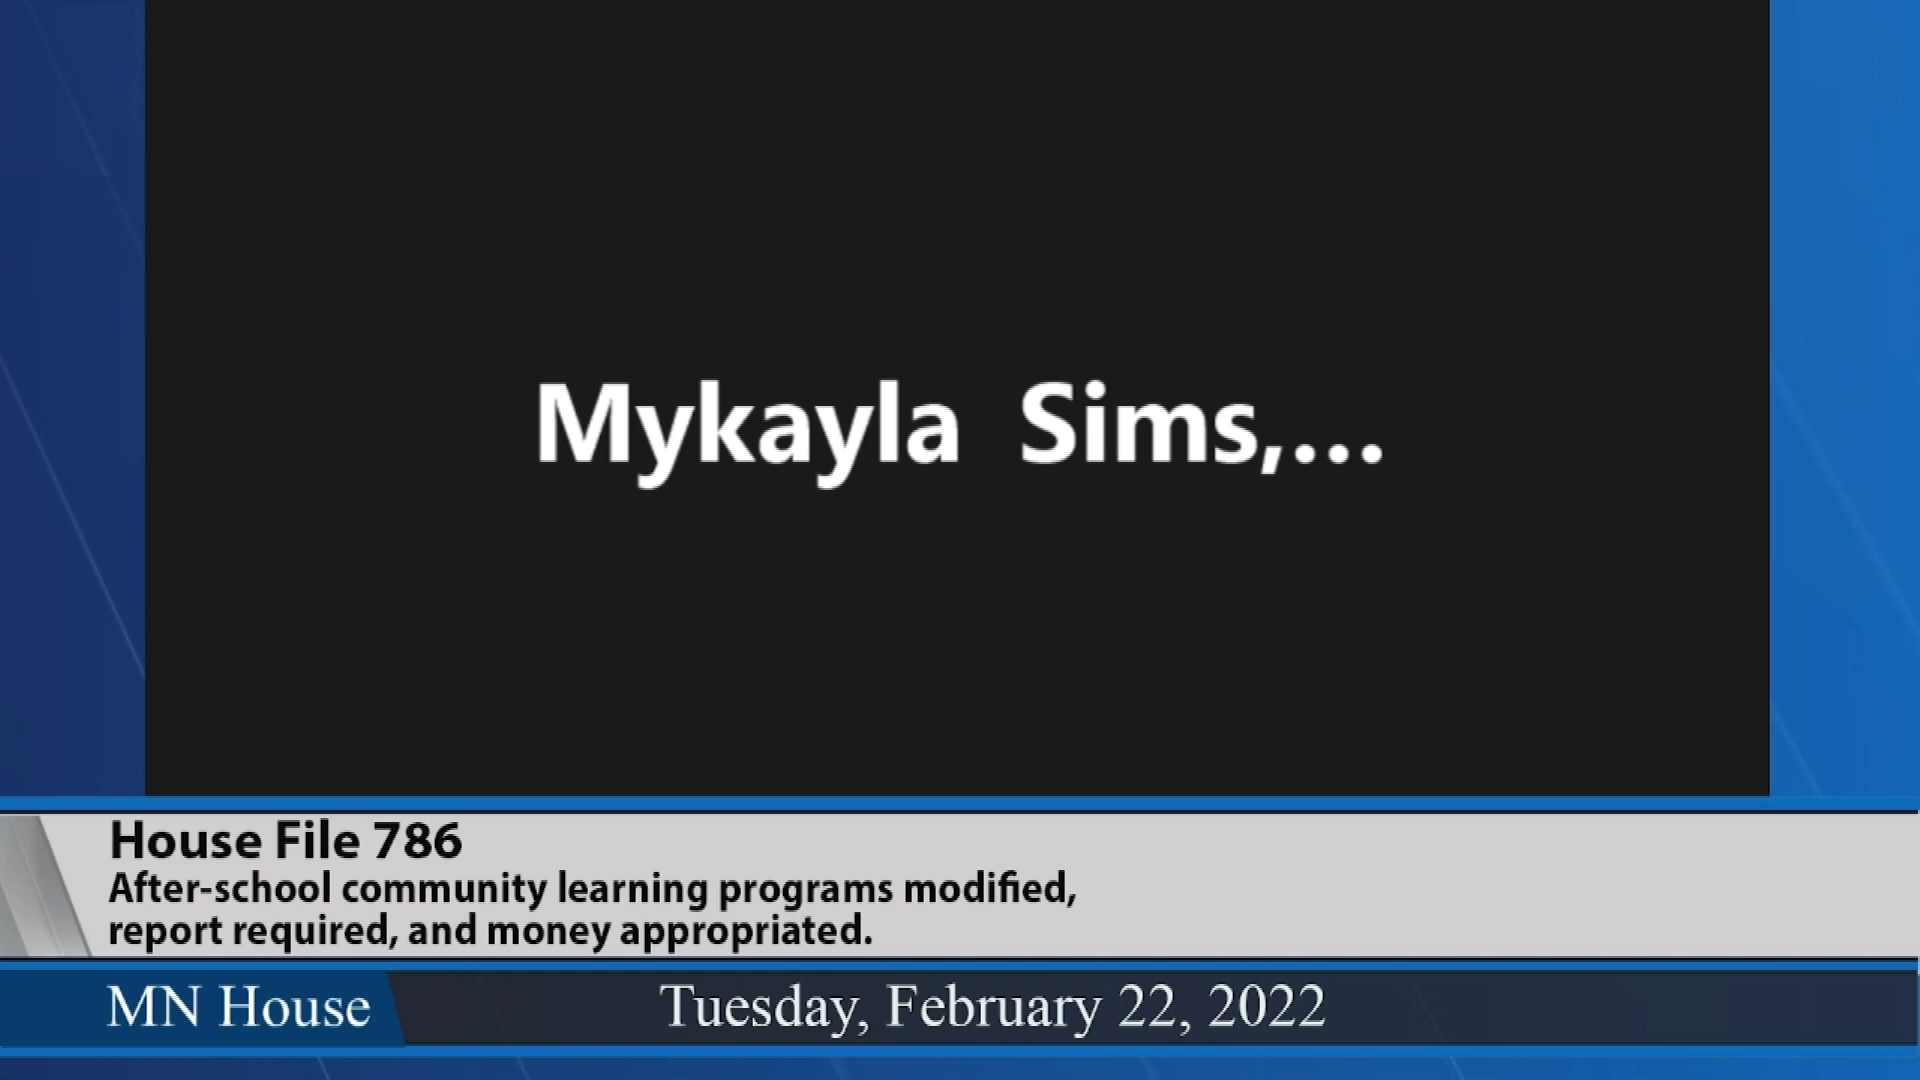 Mykayla  Sims,...
House File 786
After-school community learning programs modified,
report required, and money appropriated.
MN House
Tuesday, February 22, 2022